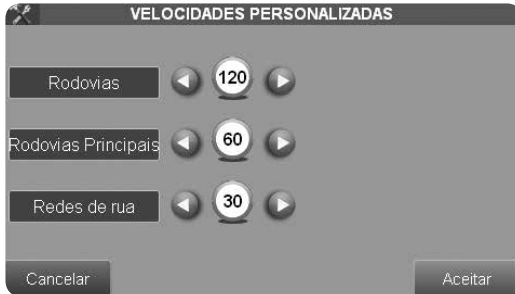 VELOCIDADES PERSONALIZADAS
Rodovias 120
Rodovias Principais 60
Redes de rua 30
Cancelar Aceitar